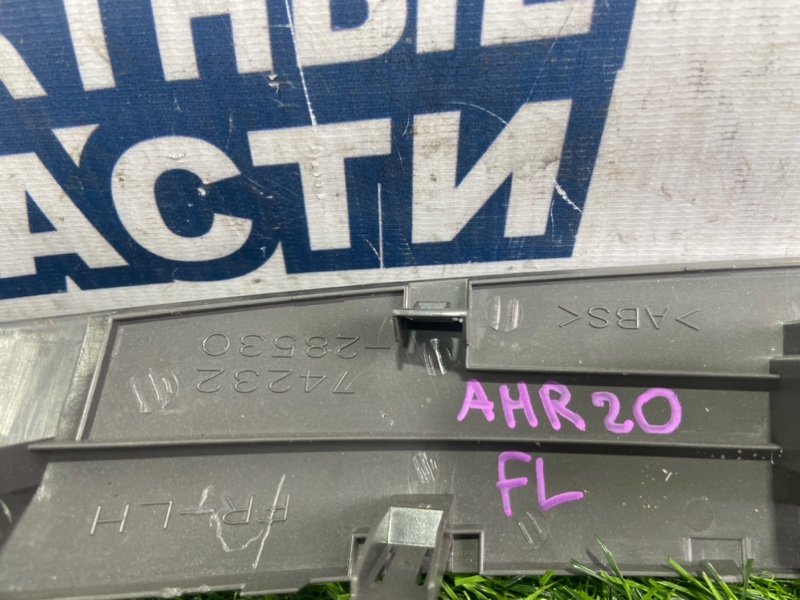 АТНЫЕ
АСТИ
>ABS<
74232
-28530
AHR20
FL
FR-LH